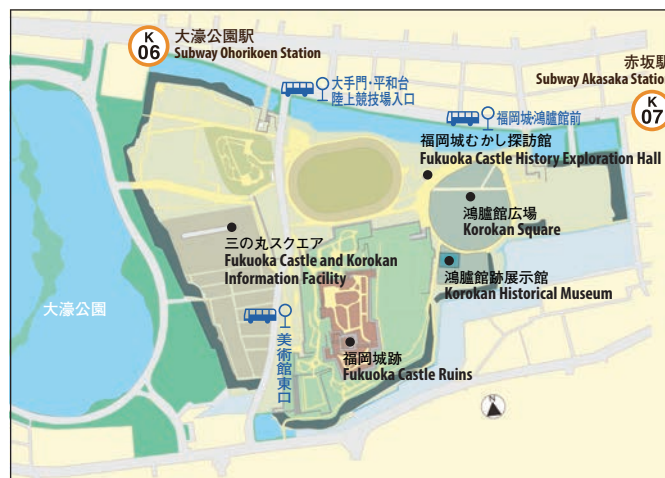 K
06
大濠公園駅
Subway Ohorikoen Station
赤坂駅
Subway Akasaka Statio
K
07
大手門・平和台
陸上競技場入口
福岡城・鴻臚館前
福岡城むかし探訪館
Fukuoka Castle History Exploration Hall
鴻臚館広場
Korokan Square
三の丸スクエア
Fukuoka Castle and Korokan
Information Facility
鴻臚館跡展示館
Korokan Historical Museum
大濠公園
美術館東口
福岡城跡
Fukuoka Castle Ruins
N